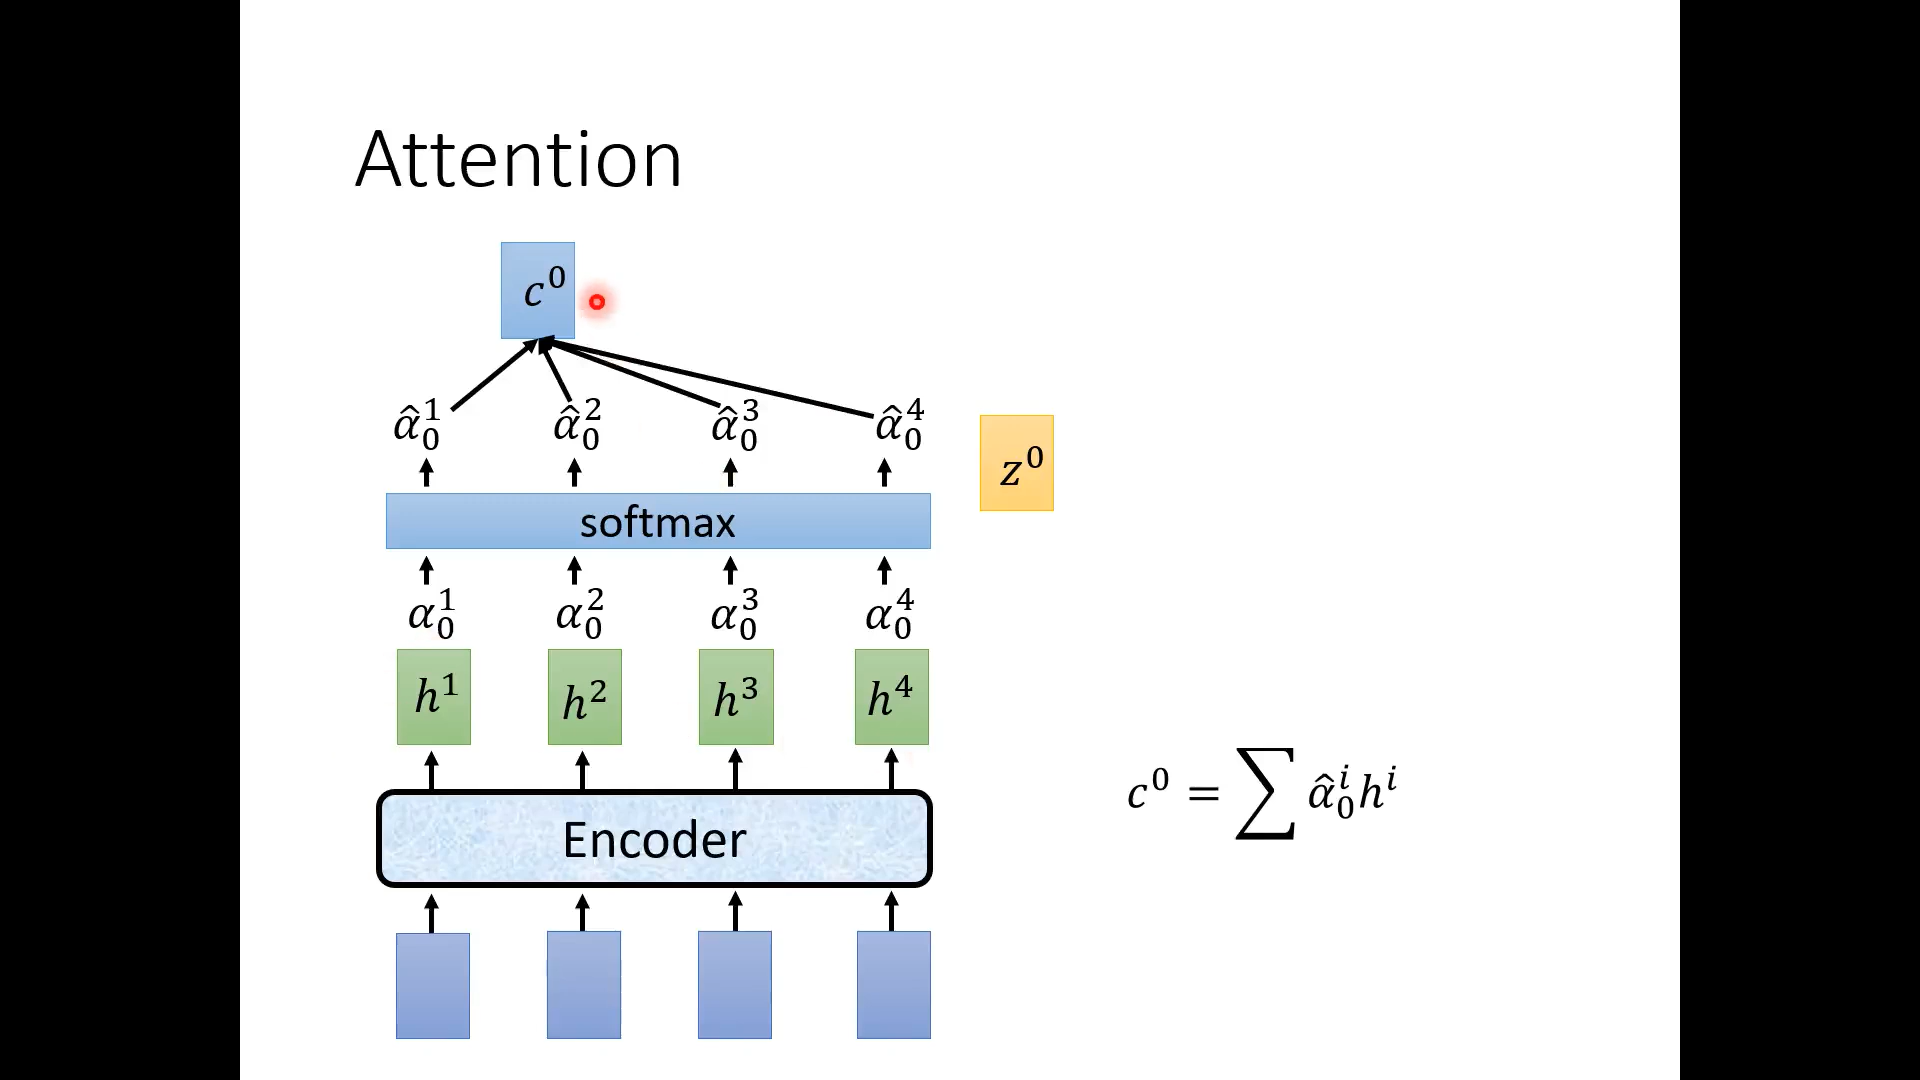 Attention
c⁰
α̂₀¹ α̂₀² α̂₀³ α̂₀⁴
z⁰
softmax
α₀¹ α₀² α₀³ α₀⁴
h¹ h² h³ h⁴
c⁰ = ∑ α̂₀ⁱhⁱ
Encoder